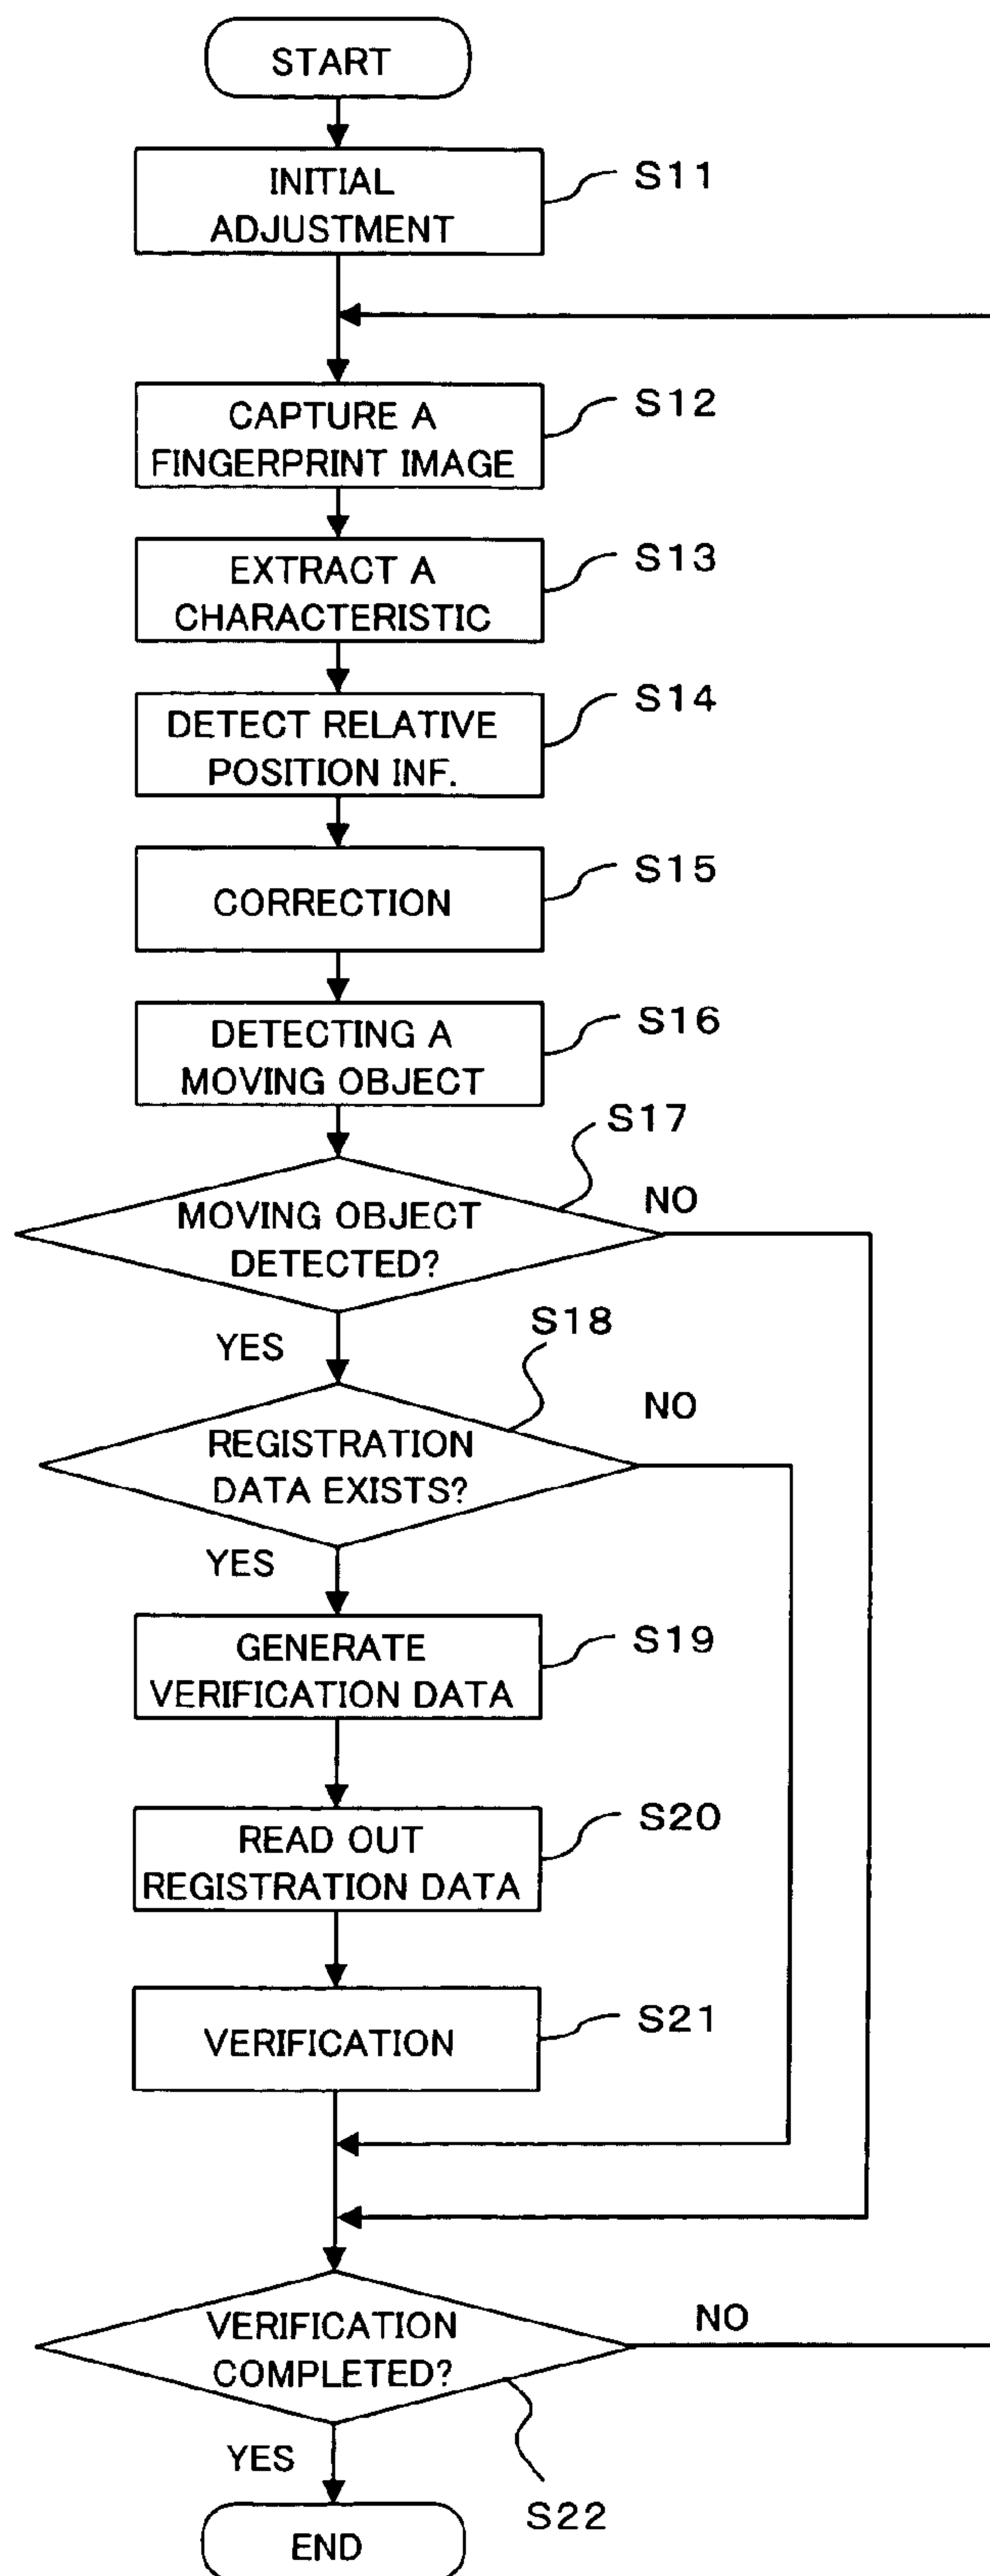 START
INITIAL
ADJUSTMENT
S11
CAPTURE A
FINGERPRINT IMAGE
S12
EXTRACT A
CHARACTERISTIC
S13
DETECT RELATIVE
POSITION INF.
S14
CORRECTION
S15
DETECTING A
MOVING OBJECT
S16
S17
MOVING OBJECT
DETECTED?
NO
YES
S18
REGISTRATION
DATA EXISTS?
NO
YES
GENERATE
VERIFICATION DATA
S19
READ OUT
REGISTRATION DATA
S20
VERIFICATION
S21
VERIFICATION
COMPLETED?
NO
YES
S22
END